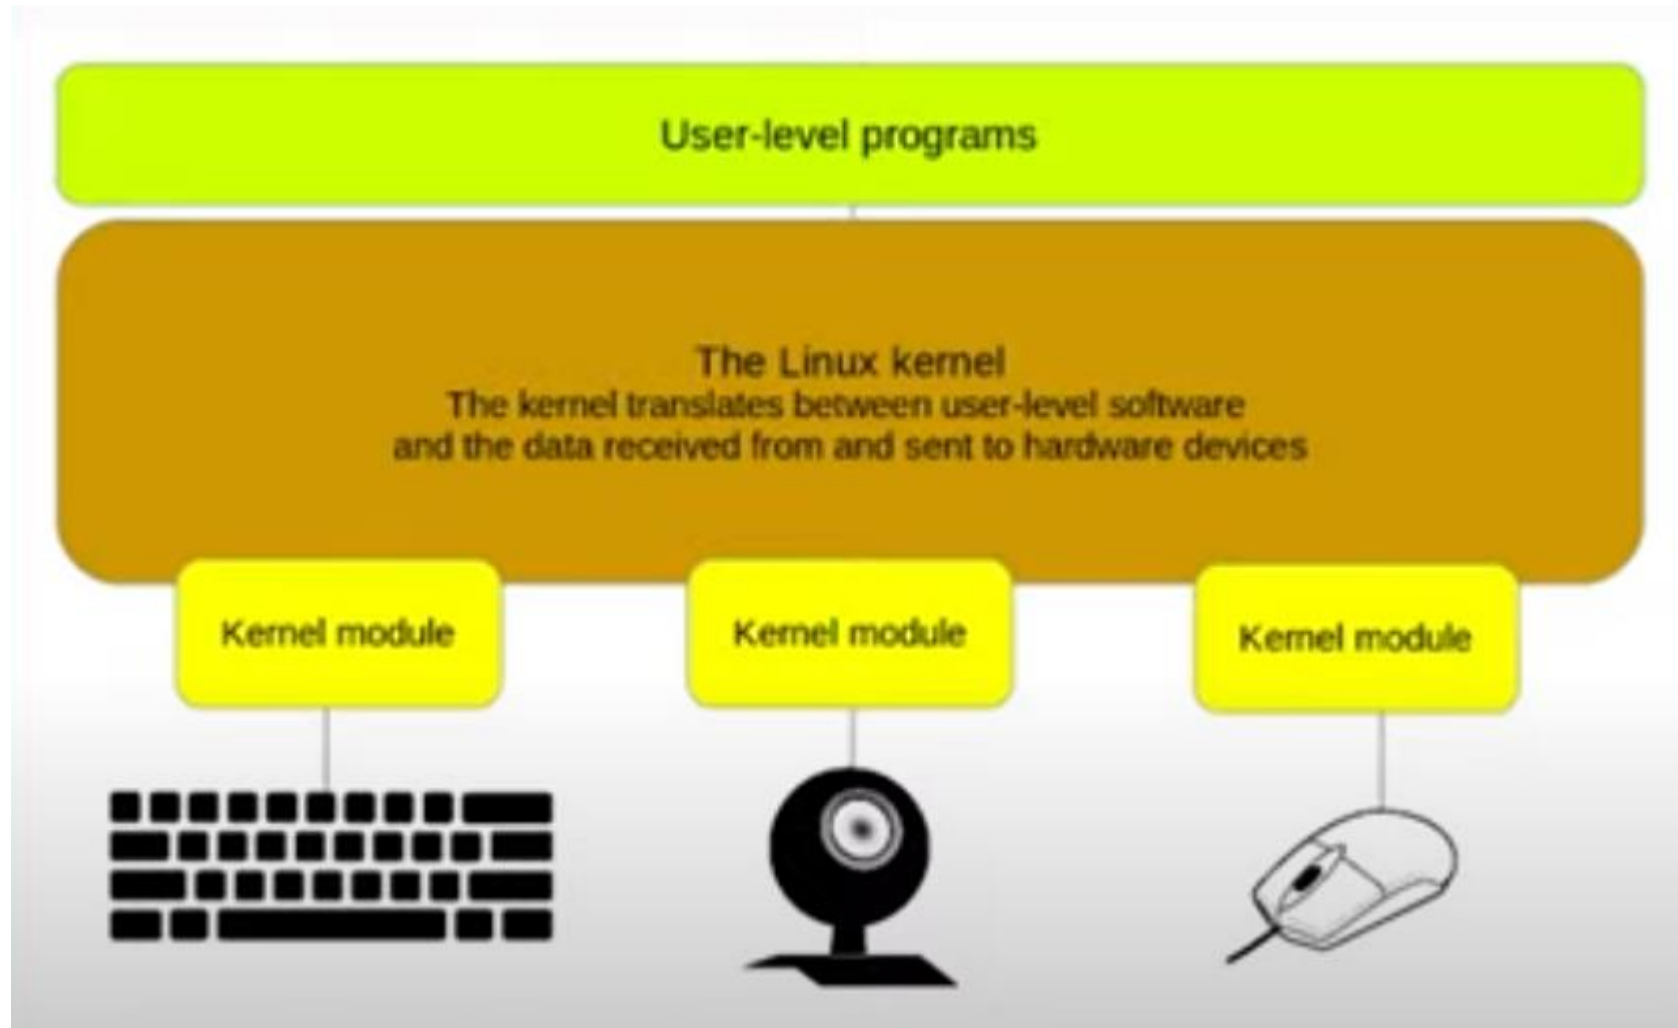 User-level programs
The Linux kernel
The kernel translates between user-level software
and the data received from and sent to hardware devices
Kernel module
Kernel module
Kernel module